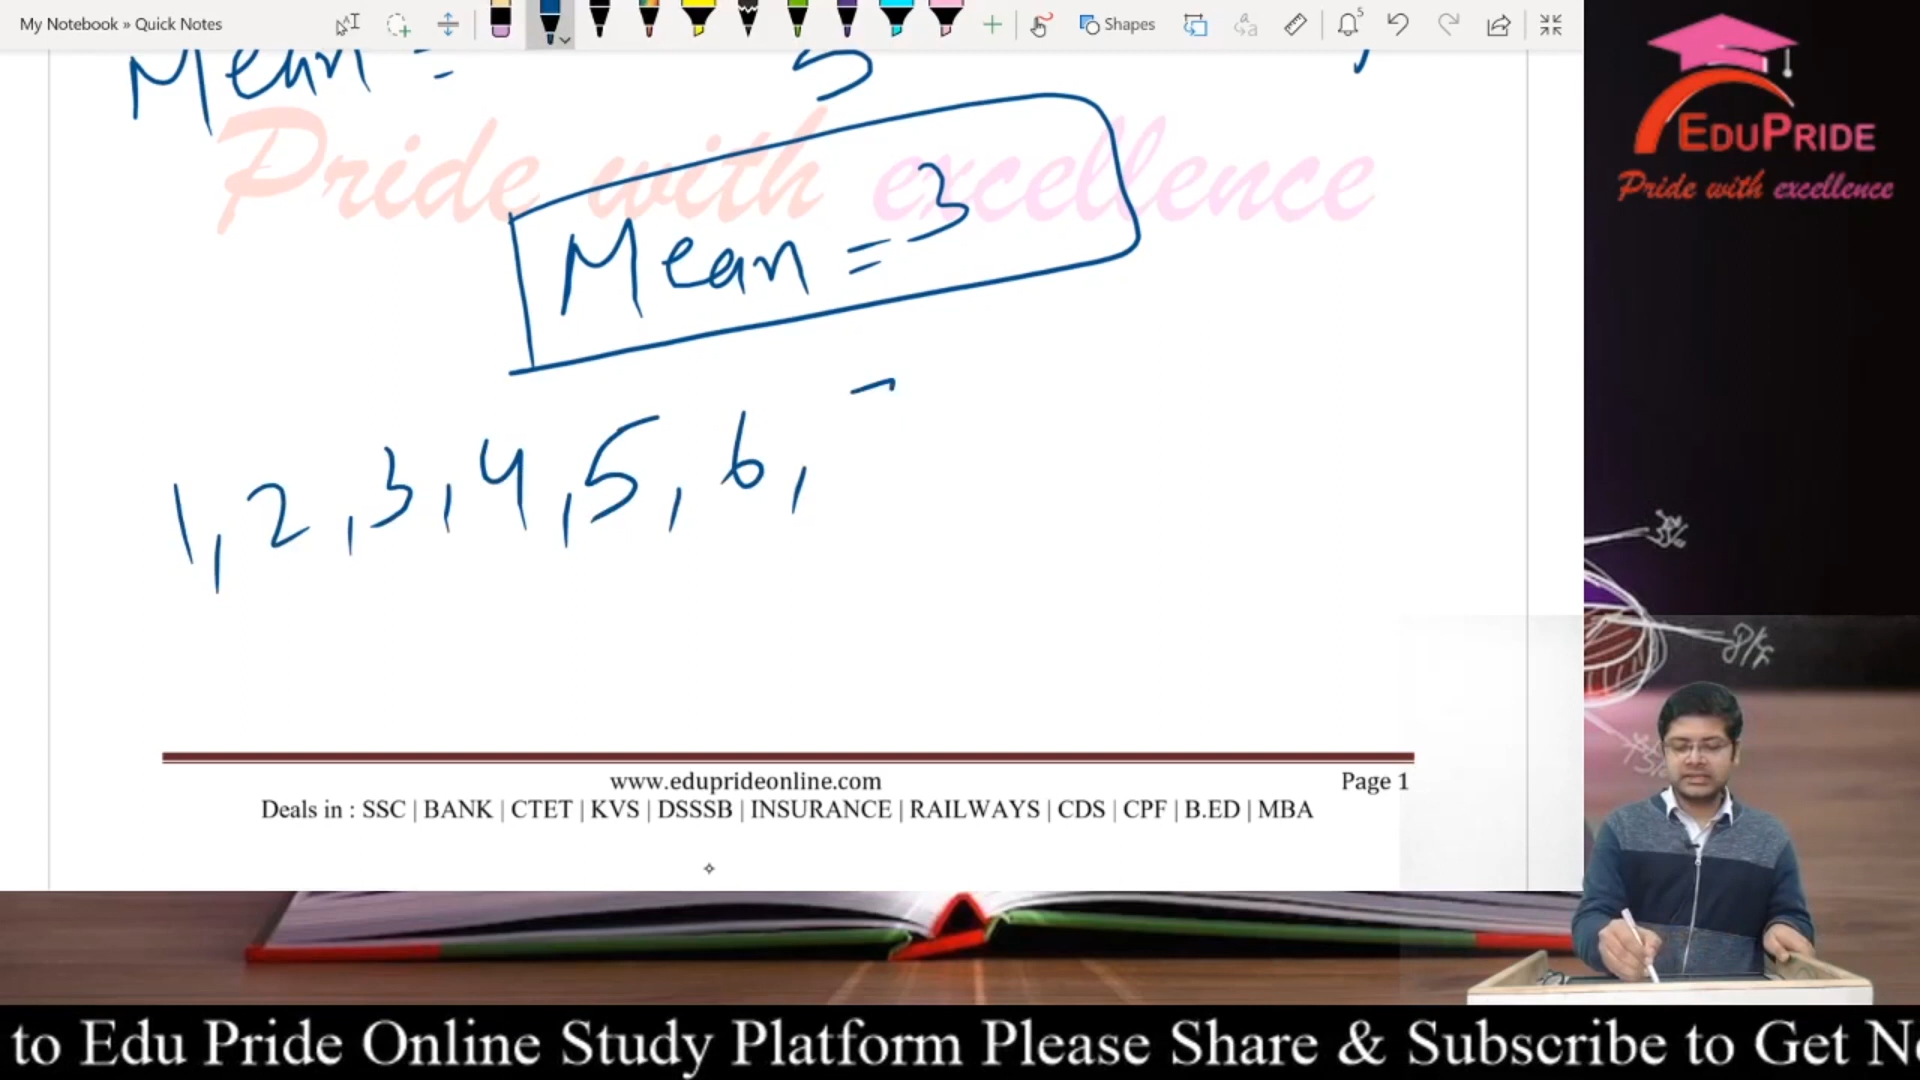 My Notebook » Quick Notes
Shapes
5
Mean =
5
,
Pride with excellence
Mean = 3
1, 2, 3, 4, 5, 6,
www.eduprideonline.com
Page 1
Deals in : SSC | BANK | CTET | KVS | DSSSB | INSURANCE | RAILWAYS | CDS | CPF | B.ED | MBA
EDUPRIDE
Pride with excellence
to Edu Pride Online Study Platform Please Share & Subscribe to Get